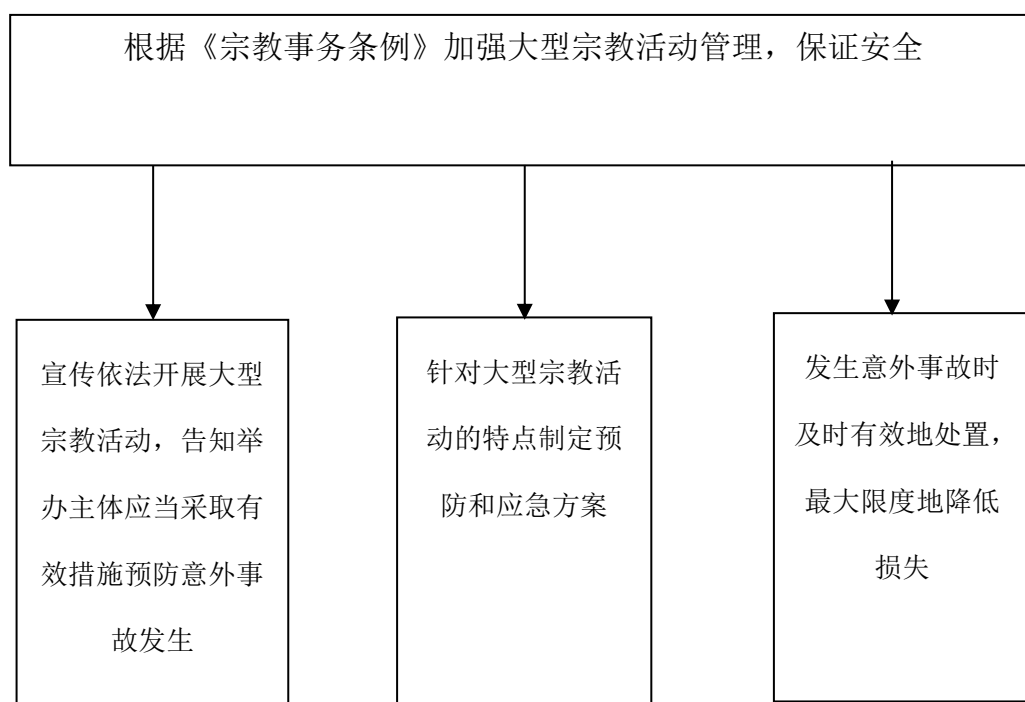 根据《宗教事务条例》加强大型宗教活动管理，保证安全
宣传依法开展大型
宗教活动，告知举
办主体应当采取有
效措施预防意外事
故发生
针对大型宗教活
动的特点制定预
防和应急方案
发生意外事故时
及时有效地处置，
最大限度地降低
损失